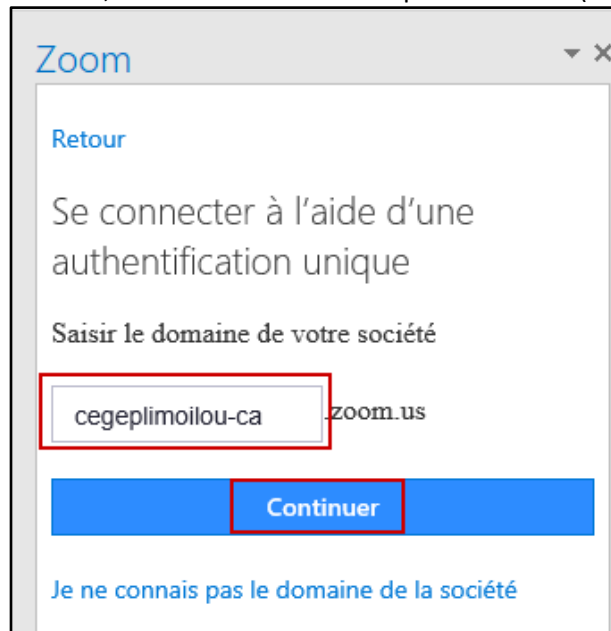 Zoom
Retour
Se connecter à l'aide d'une
authentification unique
Saisir le domaine de votre société
cegeplimoilou-ca .zoom.us
Continuer
Je ne connais pas le domaine de la société